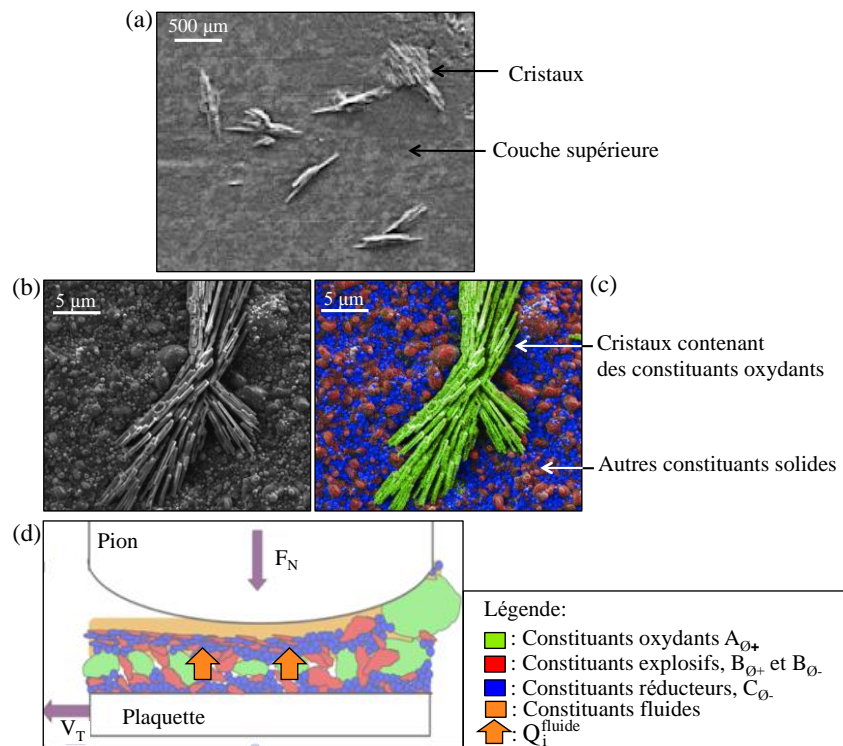 (a)
500 μm
Cristaux
Couche supérieure
(b)
5 μm
5 μm
(c)
Cristaux contenant
des constituants oxydants
Autres constituants solides
(d)
Pion
F_N
V_T
Plaquette
Légende:
: Constituants oxydants A_Ø+
: Constituants explosifs, B_Ø+ et B_Ø-
: Constituants réducteurs, C_Ø-
: Constituants fluides
: Q_i^fluide